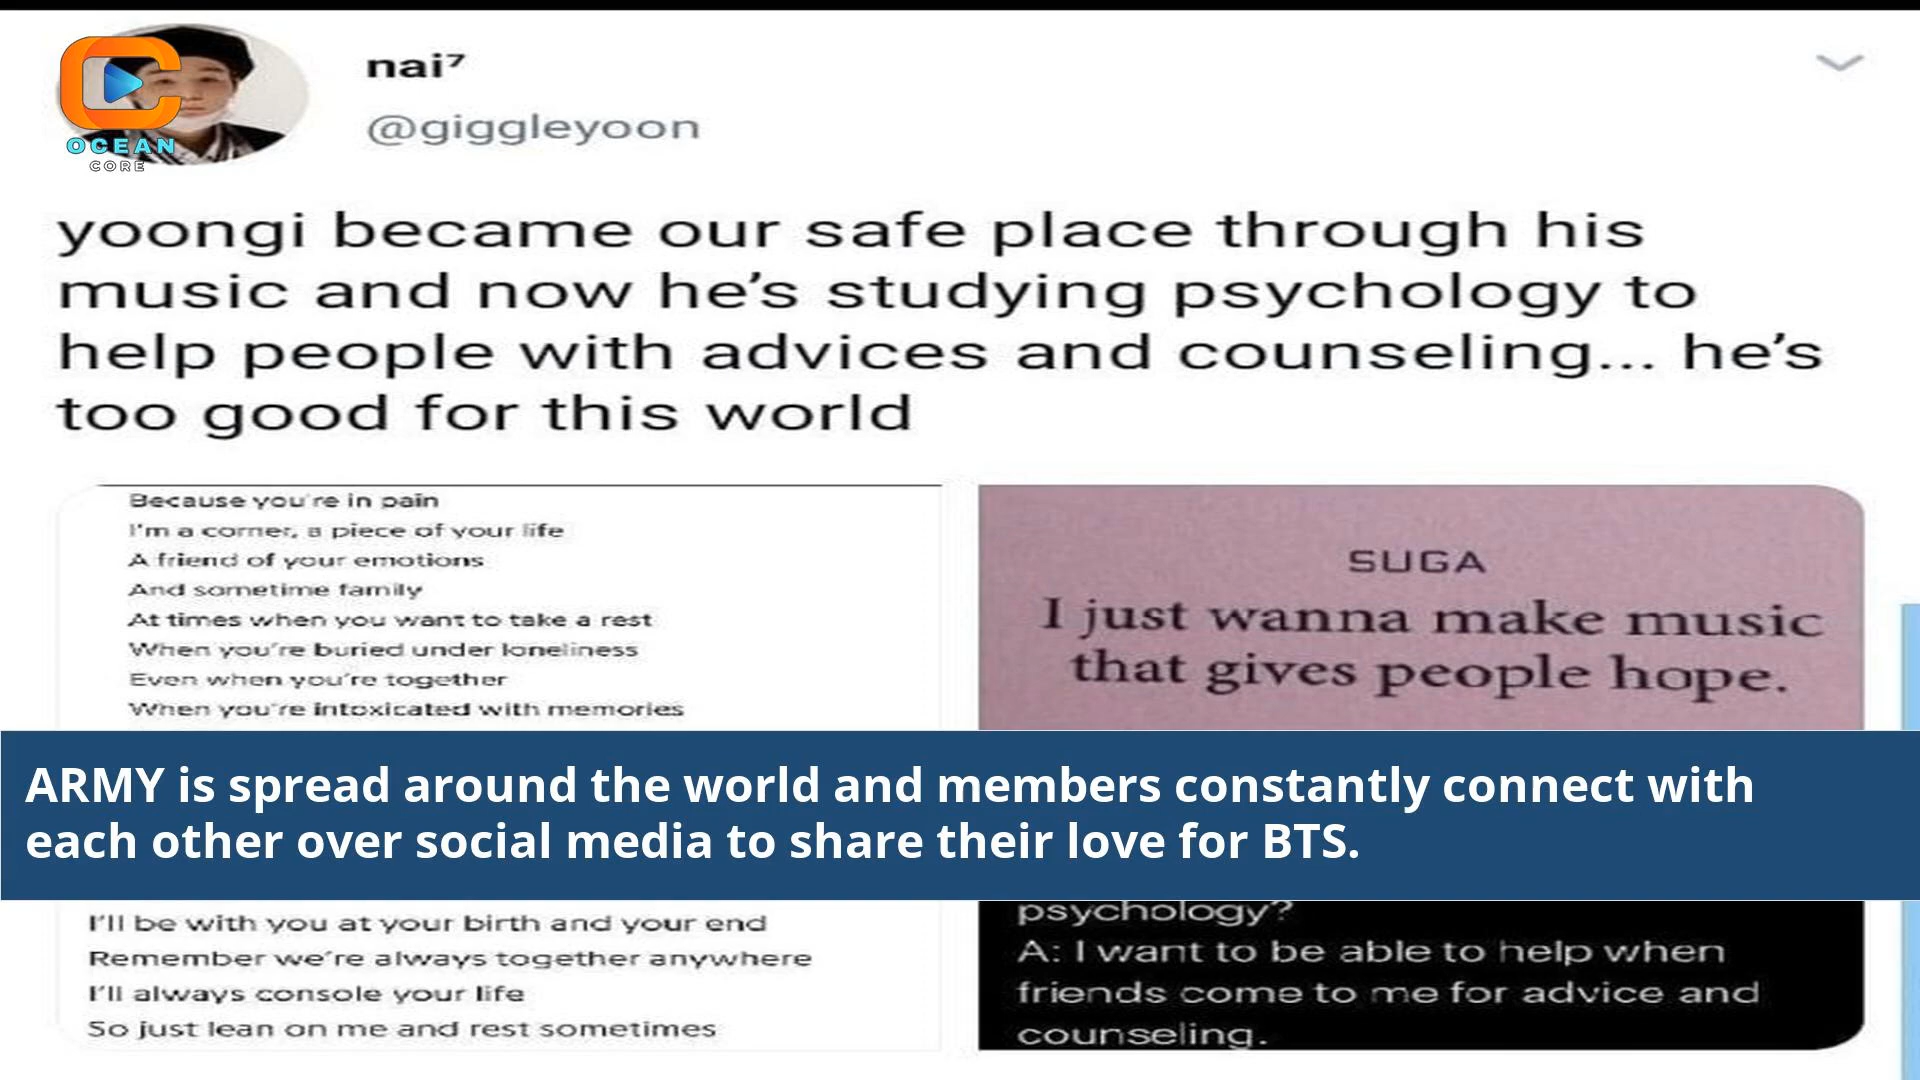 OCEAN
CORE
nai⁷
@giggleyoon
yoongi became our safe place through his
music and now he's studying psychology to
help people with advices and counseling... he's
too good for this world
Because you're in pain
I'm a corner, a piece of your life
A friend of your emotions
And sometime family
At times when you want to take a rest
When you're buried under loneliness
Even when you're together
When you're intoxicated with memories
SUGA
I just wanna make music
that gives people hope.
ARMY is spread around the world and members constantly connect with
each other over social media to share their love for BTS.
I'll be with you at your birth and your end
Remember we're always together anywhere
I'll always console your life
So just lean on me and rest sometimes
psychology?
A: I want to be able to help when
friends come to me for advice and
counseling.